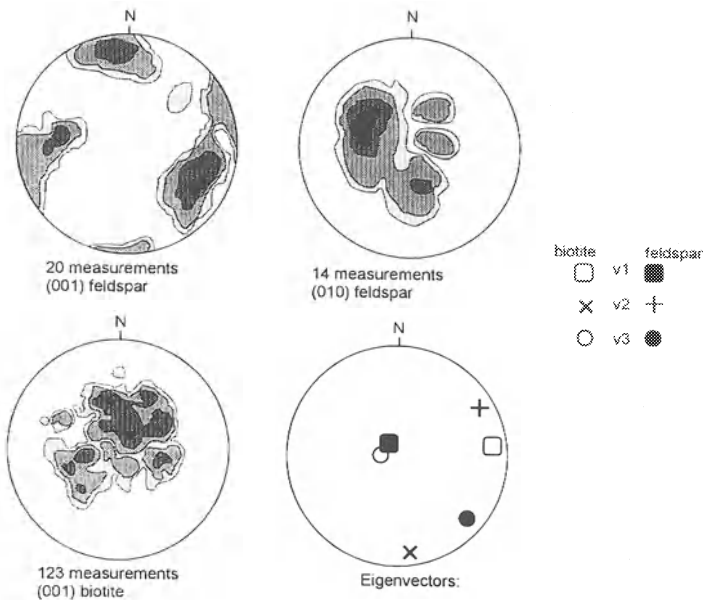 N
20 measurements
(001) feldspar
N
14 measurements
(010) feldspar
biotite feldspar
v1
v2
v3
N
123 measurements
(001) biotite
N
Eigenvectors: